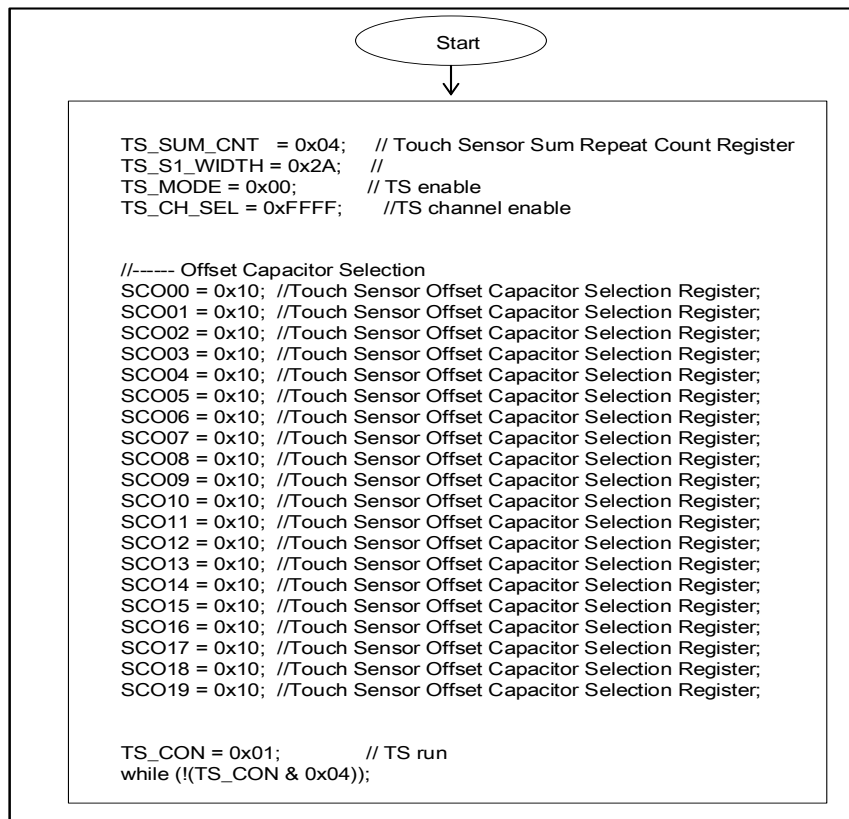 Start
TS_SUM_CNT = 0x04; // Touch Sensor Sum Repeat Count Register
TS_S1_WIDTH = 0x2A; //
TS_MODE = 0x00; // TS enable
TS_CH_SEL = 0xFFFF; //TS channel enable
//------ Offset Capacitor Selection
SCO00 = 0x10; //Touch Sensor Offset Capacitor Selection Register;
SCO01 = 0x10; //Touch Sensor Offset Capacitor Selection Register;
SCO02 = 0x10; //Touch Sensor Offset Capacitor Selection Register;
SCO03 = 0x10; //Touch Sensor Offset Capacitor Selection Register;
SCO04 = 0x10; //Touch Sensor Offset Capacitor Selection Register;
SCO05 = 0x10; //Touch Sensor Offset Capacitor Selection Register;
SCO06 = 0x10; //Touch Sensor Offset Capacitor Selection Register;
SCO07 = 0x10; //Touch Sensor Offset Capacitor Selection Register;
SCO08 = 0x10; //Touch Sensor Offset Capacitor Selection Register;
SCO09 = 0x10; //Touch Sensor Offset Capacitor Selection Register;
SCO10 = 0x10; //Touch Sensor Offset Capacitor Selection Register;
SCO11 = 0x10; //Touch Sensor Offset Capacitor Selection Register;
SCO12 = 0x10; //Touch Sensor Offset Capacitor Selection Register;
SCO13 = 0x10; //Touch Sensor Offset Capacitor Selection Register;
SCO14 = 0x10; //Touch Sensor Offset Capacitor Selection Register;
SCO15 = 0x10; //Touch Sensor Offset Capacitor Selection Register;
SCO16 = 0x10; //Touch Sensor Offset Capacitor Selection Register;
SCO17 = 0x10; //Touch Sensor Offset Capacitor Selection Register;
SCO18 = 0x10; //Touch Sensor Offset Capacitor Selection Register;
SCO19 = 0x10; //Touch Sensor Offset Capacitor Selection Register;
TS_CON = 0x01; // TS run
while (!(TS_CON & 0x04));